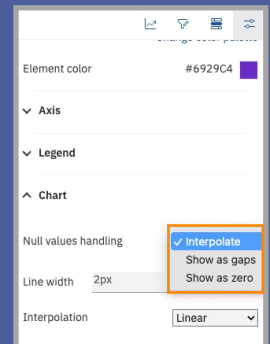 Change color palette
Element color #6929C4
Axis
Legend
Chart
Null values handling
✓ Interpolate
Show as gaps
Show as zero
Line width 2px
Interpolation Linear